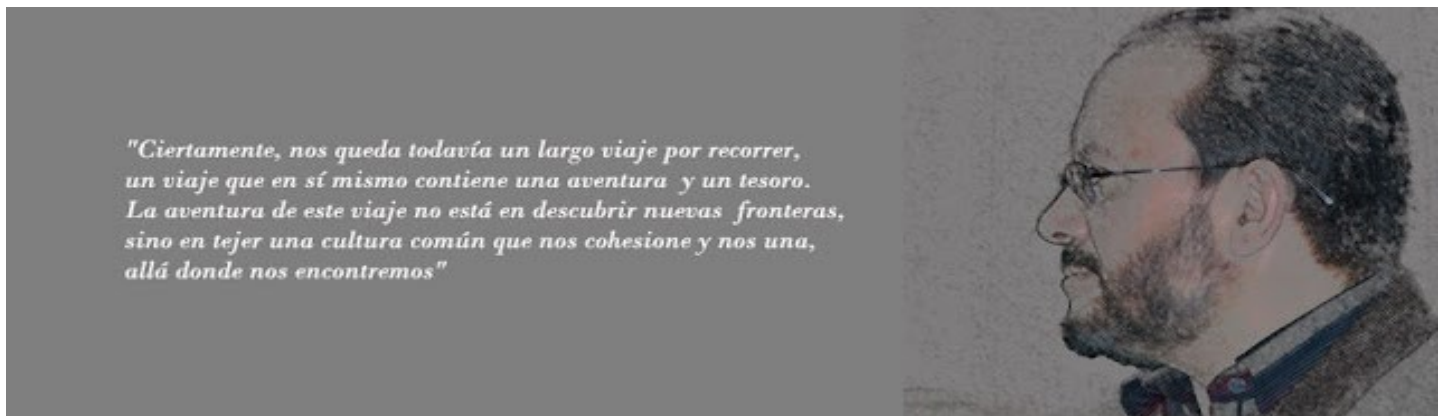 "Ciertamente, nos queda todavía un largo viaje por recorrer,
un viaje que en sí mismo contiene una aventura y un tesoro.
La aventura de este viaje no está en descubrir nuevas fronteras,
sino en tejer una cultura común que nos cohesione y nos una,
allá donde nos encontremos"